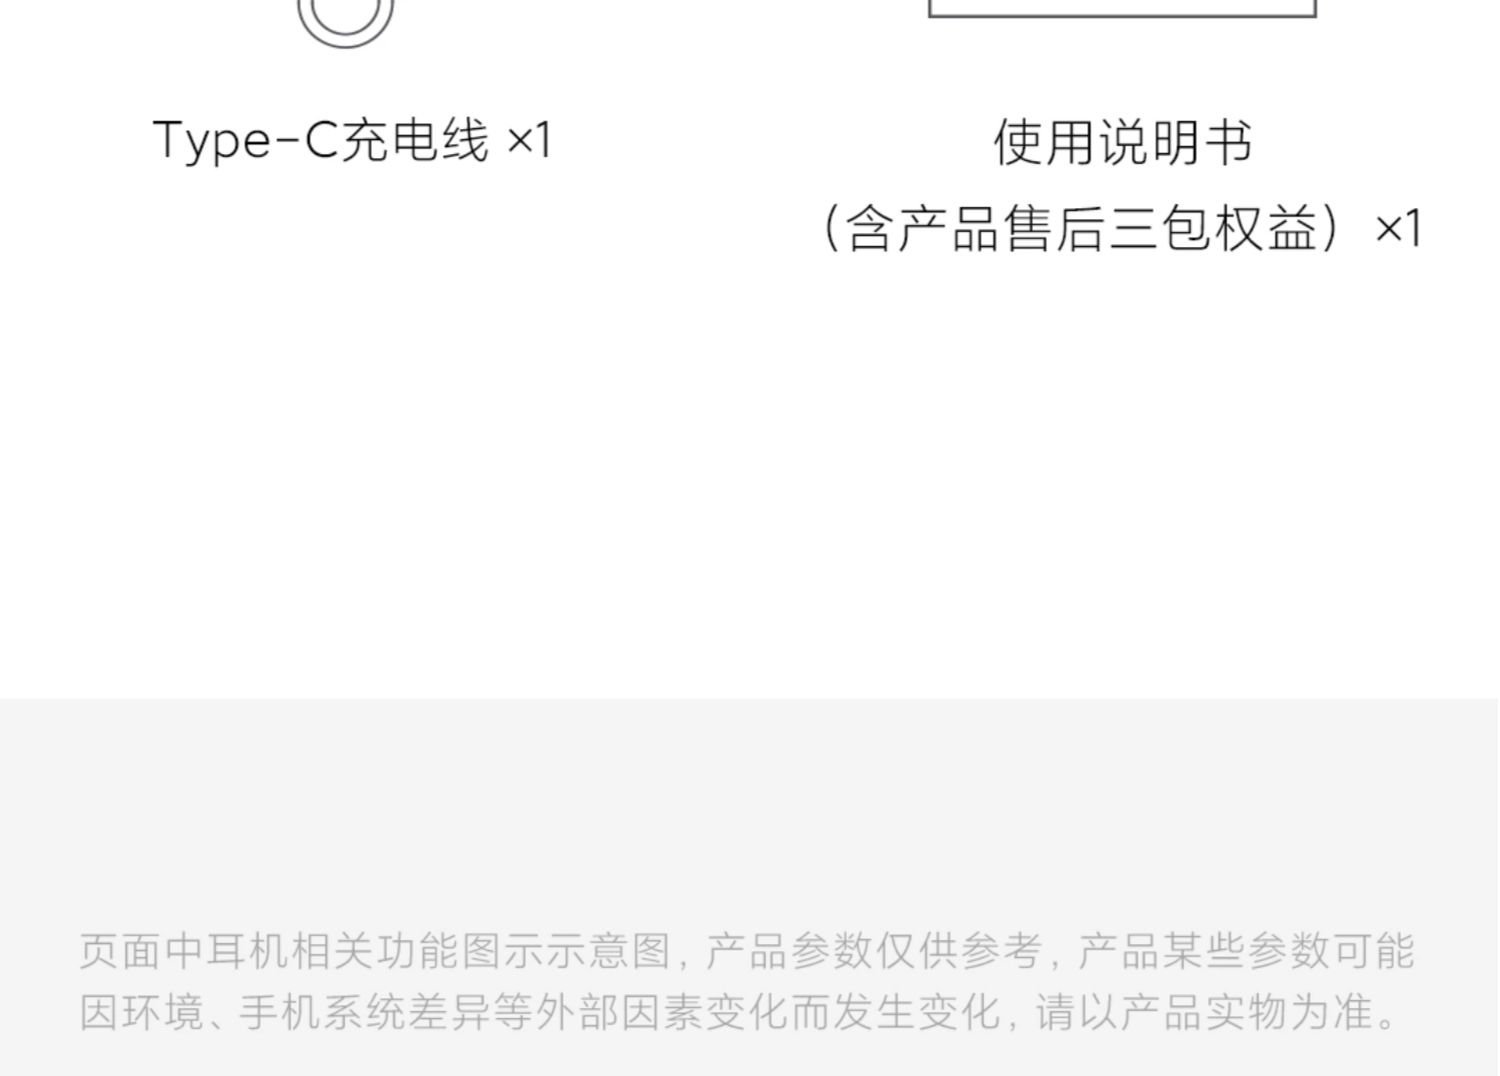 Type-C充电线 ×1
使用说明书
（含产品售后三包权益）×1
页面中耳机相关功能图示示意图，产品参数仅供参考，产品某些参数可能
因环境、手机系统差异等外部因素变化而发生变化，请以产品实物为准。